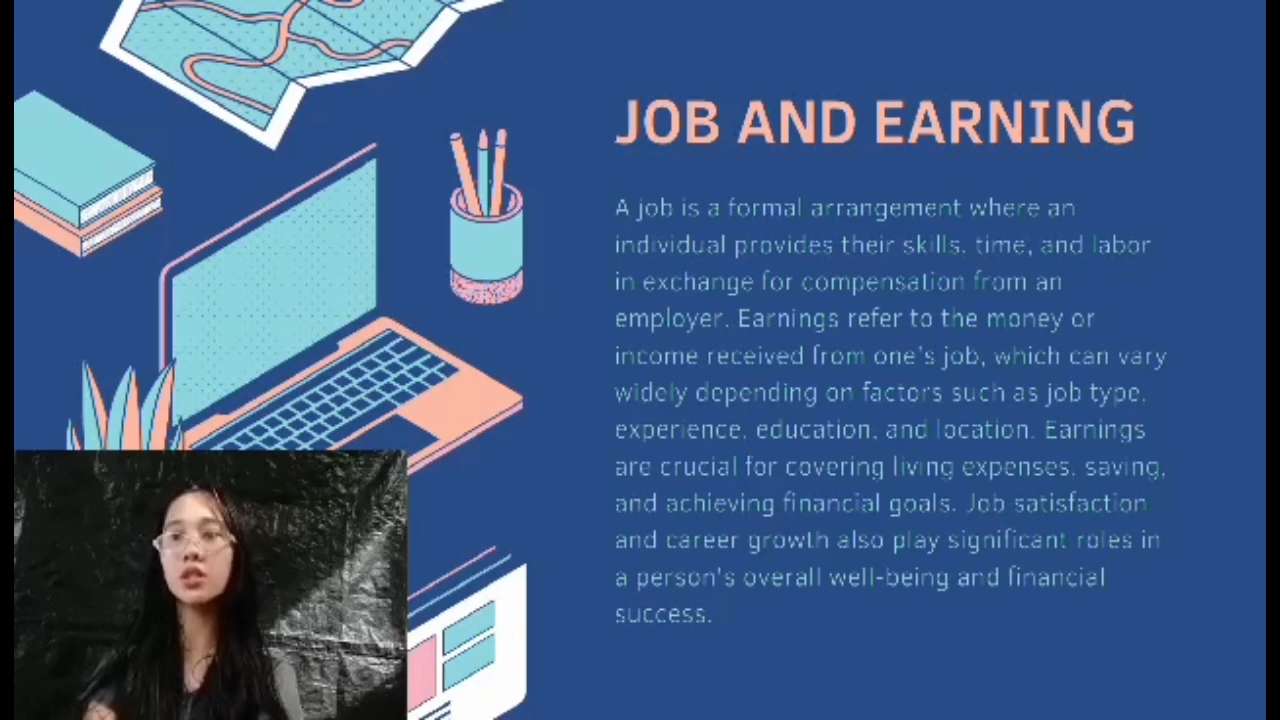 JOB AND EARNING
A job is a formal arrangement where an
individual provides their skills, time, and labor
in exchange for compensation from an
employer. Earnings refer to the money or
income received from one's job, which can vary
widely depending on factors such as job type,
experience, education, and location. Earnings
are crucial for covering living expenses, saving,
and achieving financial goals. Job satisfaction
and career growth also play significant roles in
a person's overall well-being and financial
success.